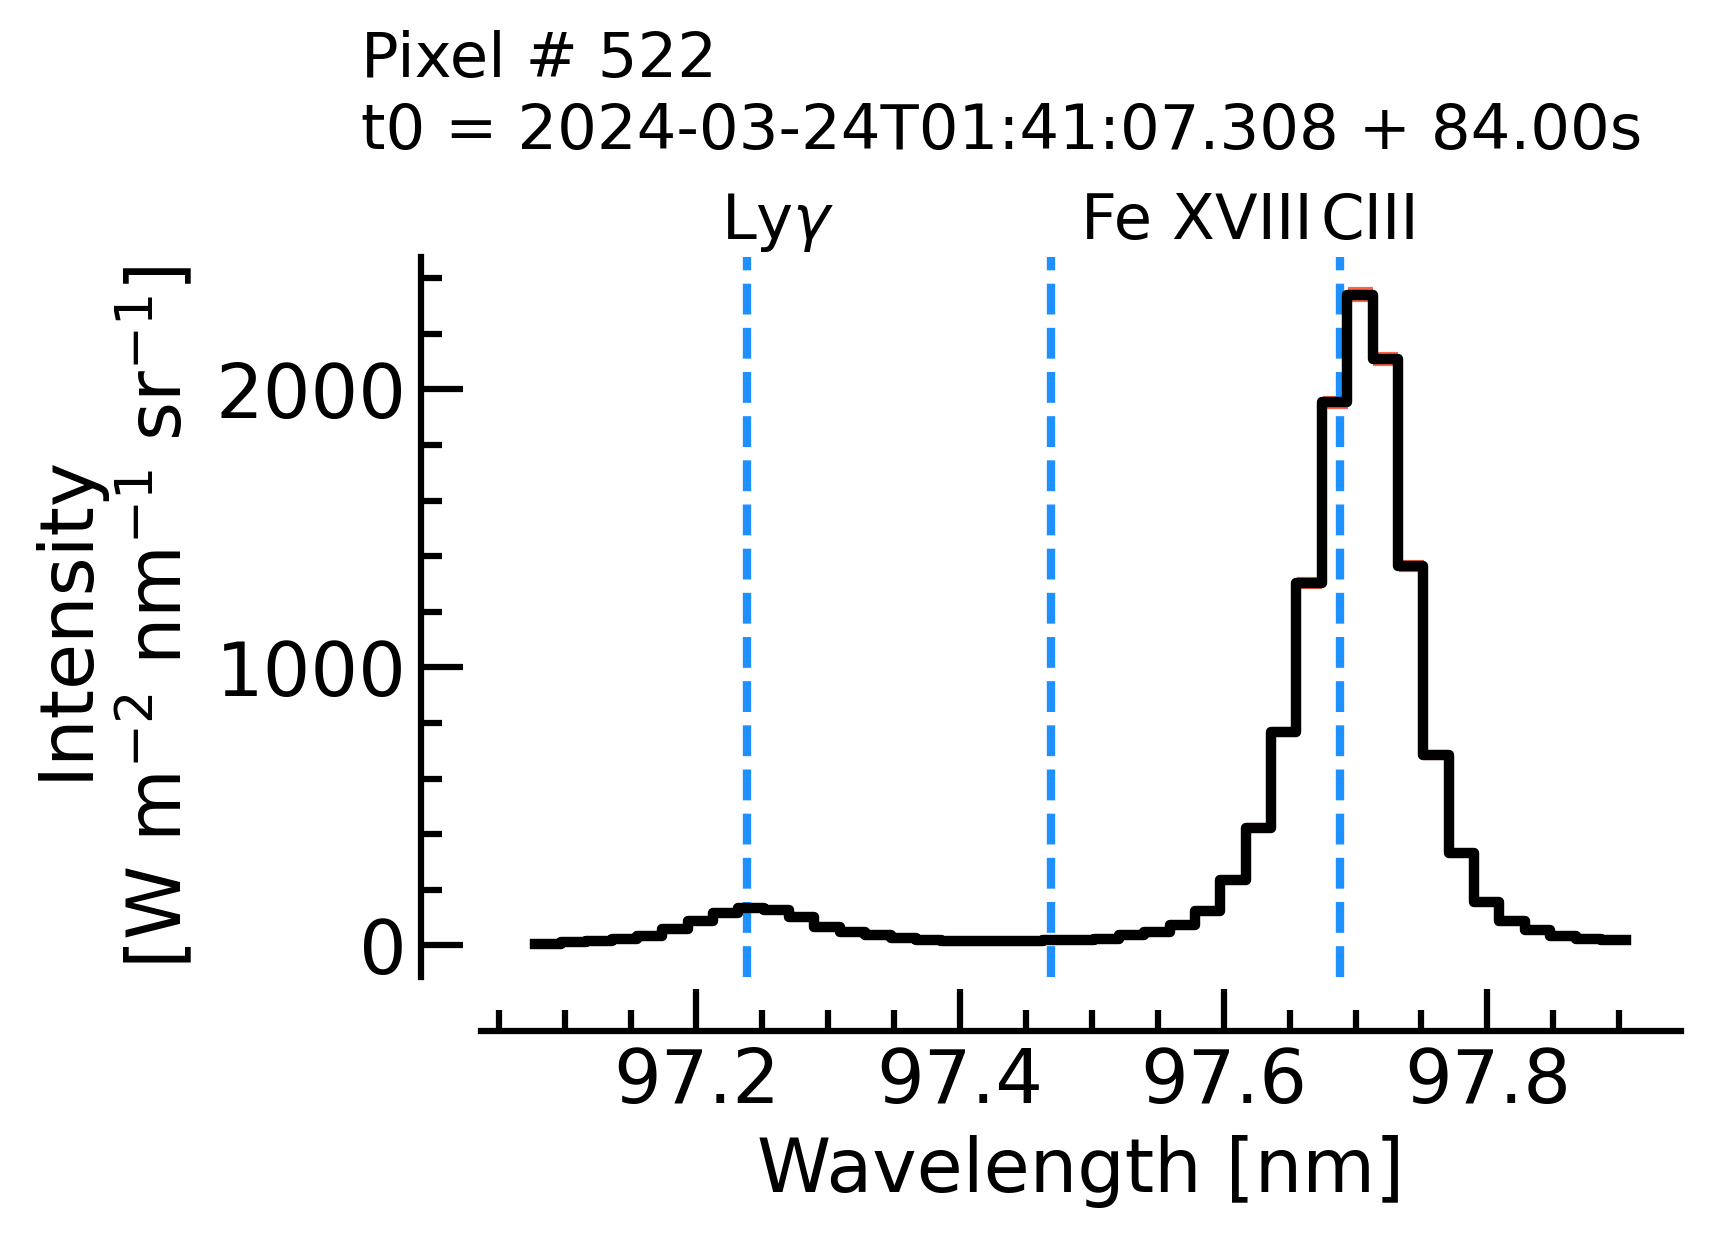 Pixel # 522
t0 = 2024-03-24T01:41:07.308 + 84.00s
Lyγ Fe XVIII CIII
Intensity
[W m⁻² nm⁻¹ sr⁻¹]
2000
1000
0
97.2 97.4 97.6 97.8
Wavelength [nm]